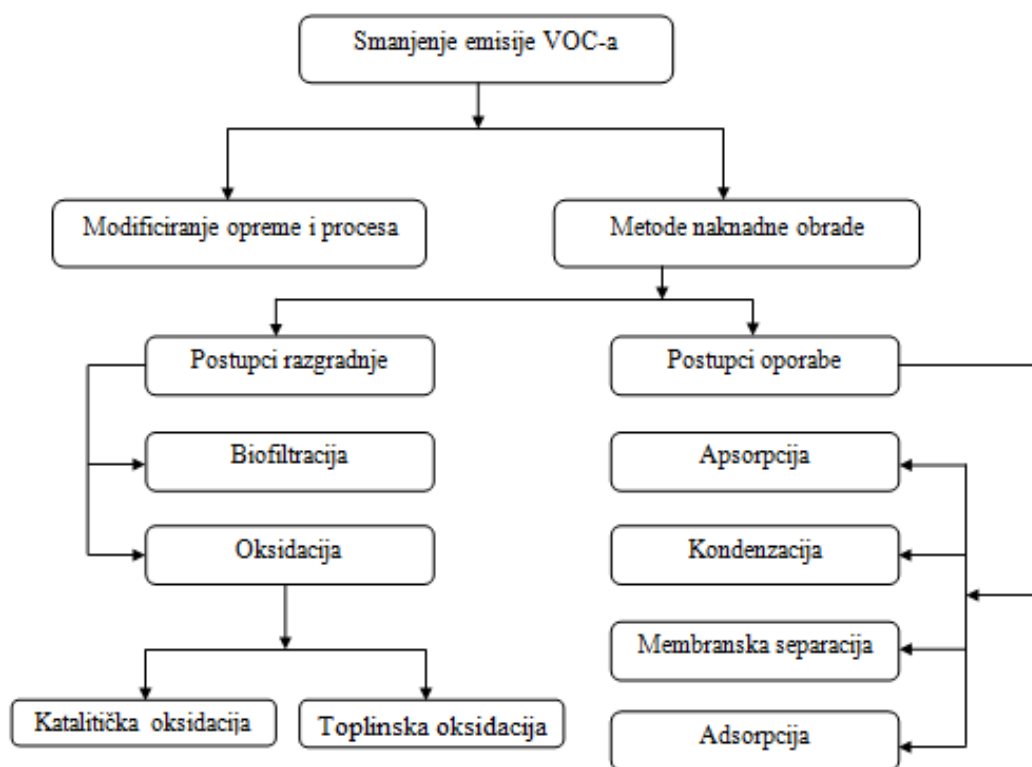 Smanjenje emisije VOC-a
Modificiranje opreme i procesa
Metode naknadne obrade
Postupci razgradnje
Postupci oporabe
Biofiltracija
Apsorpcija
Oksidacija
Kondenzacija
Membranska separacija
Katalitička oksidacija
Toplinska oksidacija
Adsorpcija